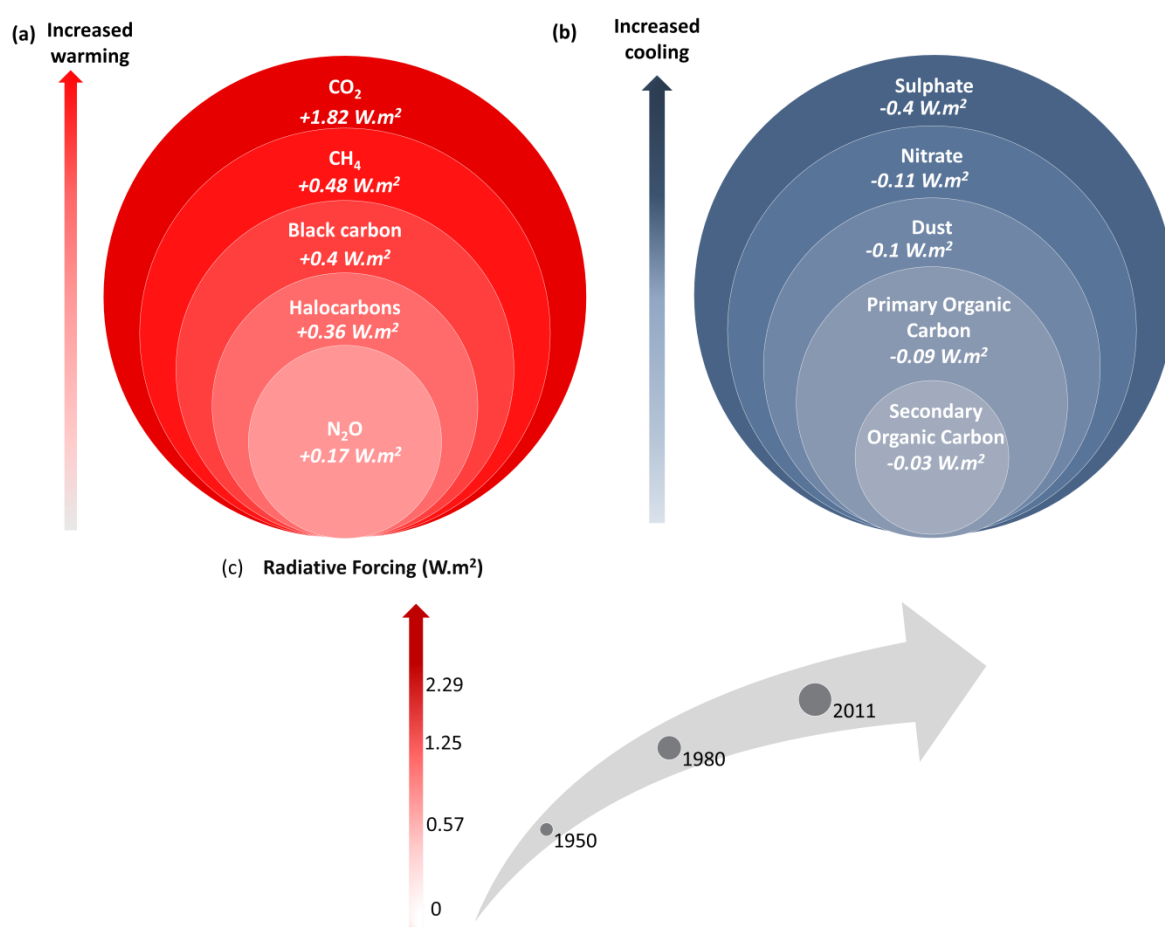 (a) Increased
warming
CO₂
+1.82 W.m²
CH₄
+0.48 W.m²
Black carbon
+0.4 W.m²
Halocarbons
+0.36 W.m²
N₂O
+0.17 W.m²
(b) Increased
cooling
Sulphate
-0.4 W.m²
Nitrate
-0.11 W.m²
Dust
-0.1 W.m²
Primary Organic
Carbon
-0.09 W.m²
Secondary
Organic Carbon
-0.03 W.m²
(c) Radiative Forcing (W.m²)
2.29
1.25
0.57
0
1950
1980
2011